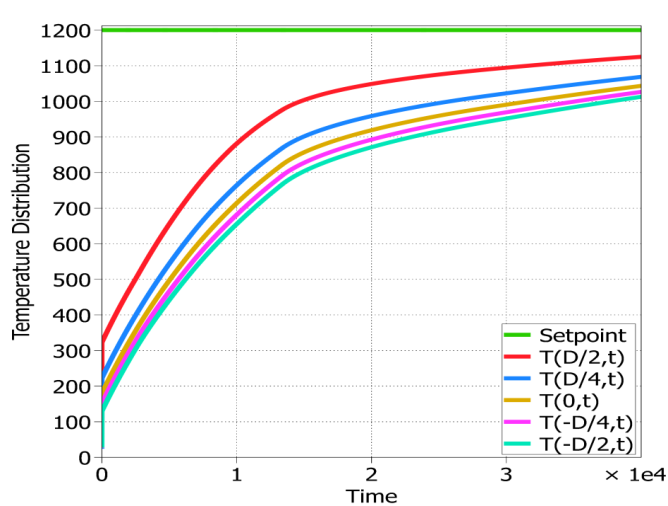 1200
1100
1000
900
800
700
600
500
400
300
200
100
0
Temperature Distribution
Setpoint
T(D/2,t)
T(D/4,t)
T(0,t)
T(-D/4,t)
T(-D/2,t)
0 1 2 3 × 1e4
Time